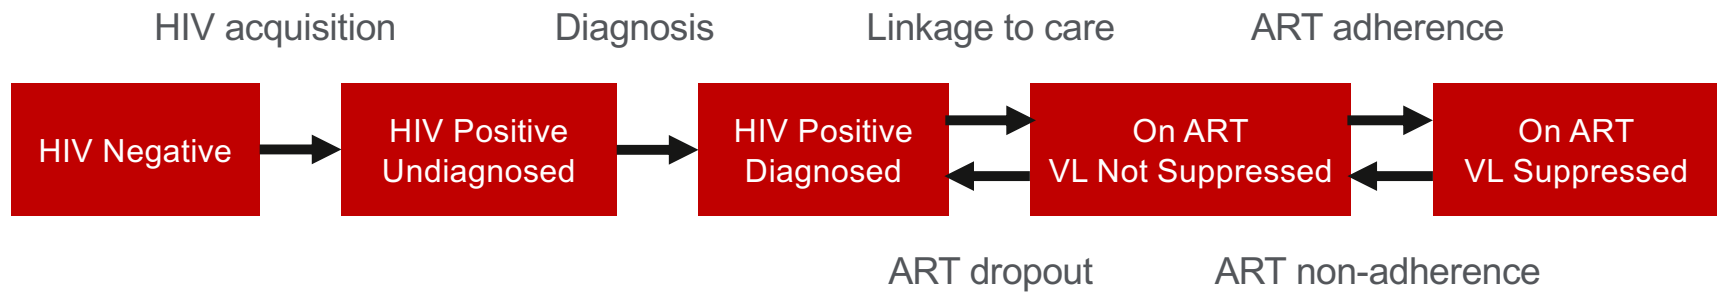 HIV acquisition
Diagnosis
Linkage to care
ART adherence
HIV Negative
HIV Positive
Undiagnosed
HIV Positive
Diagnosed
On ART
VL Not Suppressed
On ART
VL Suppressed
ART dropout
ART non-adherence